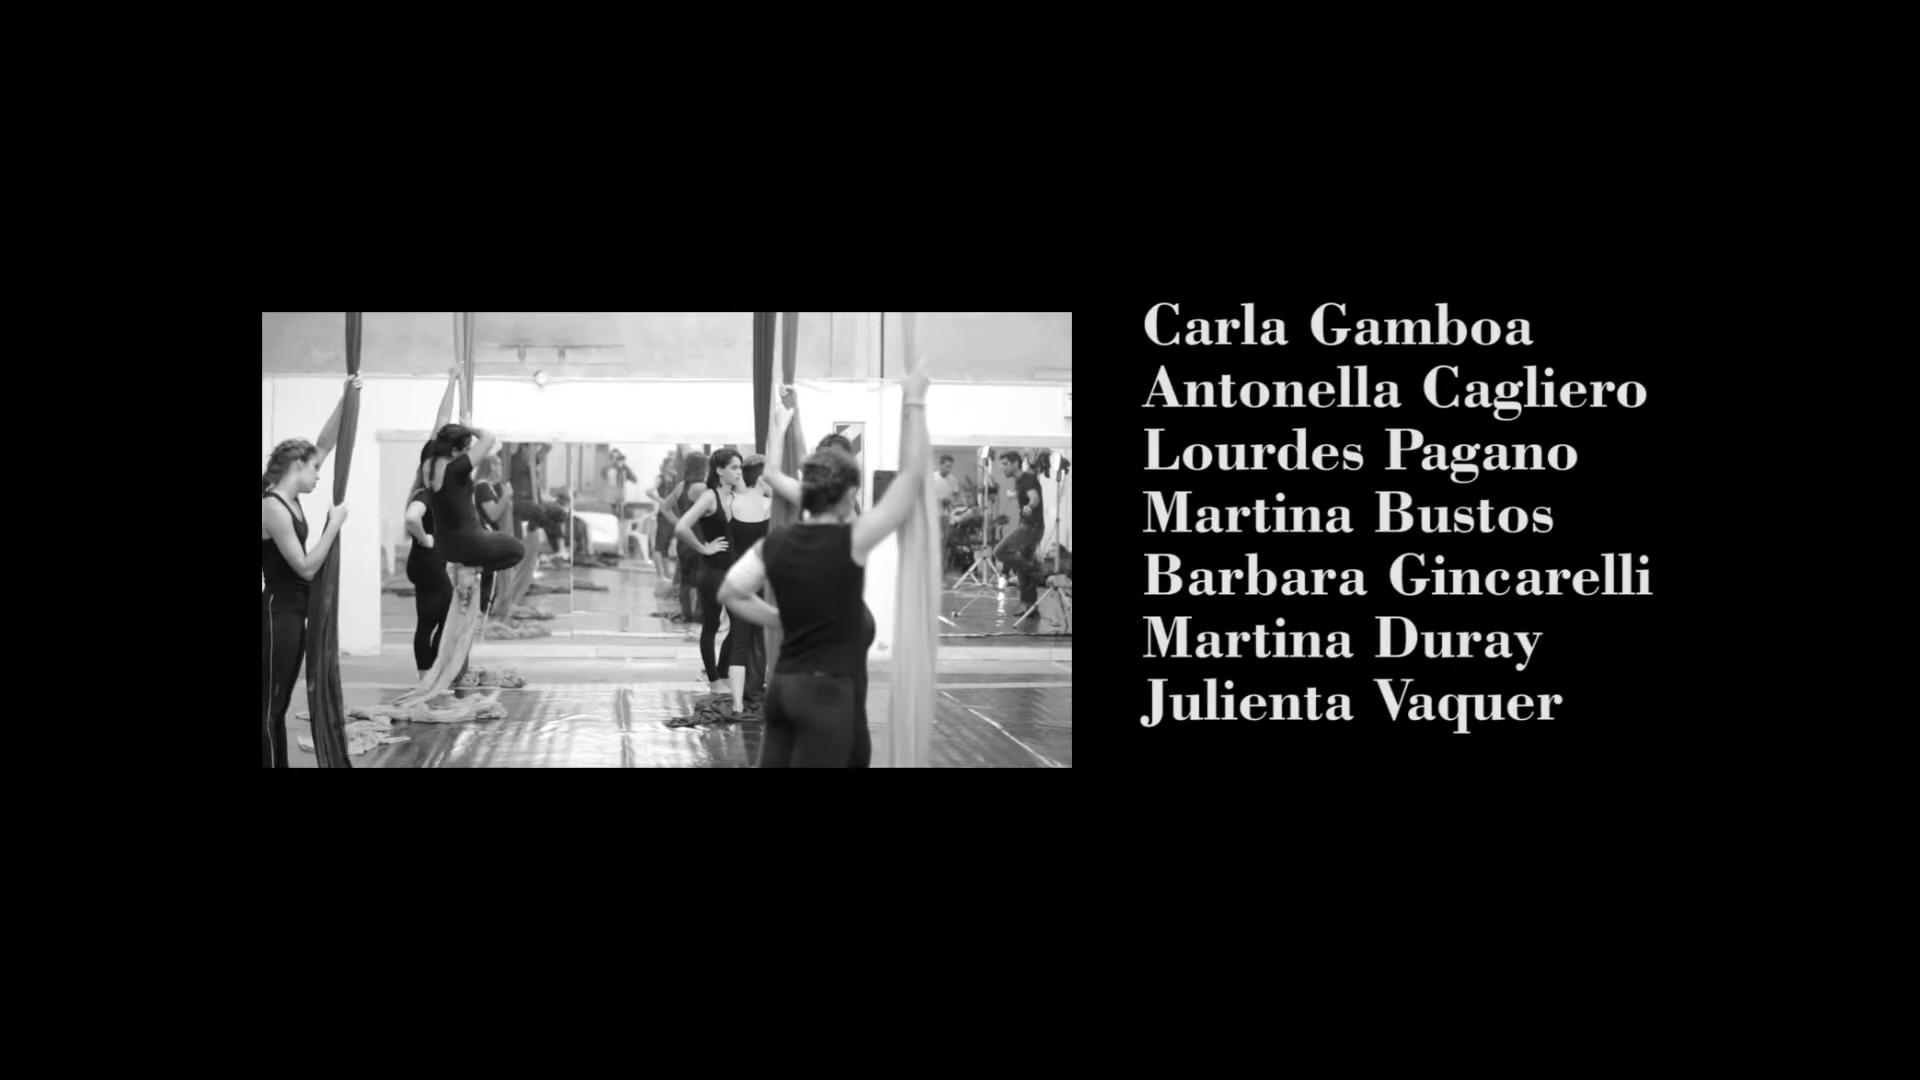 Carla Gamboa
Antonella Cagliero
Lourdes Pagano
Martina Bustos
Barbara Gincarelli
Martina Duray
Julienta Vaquer